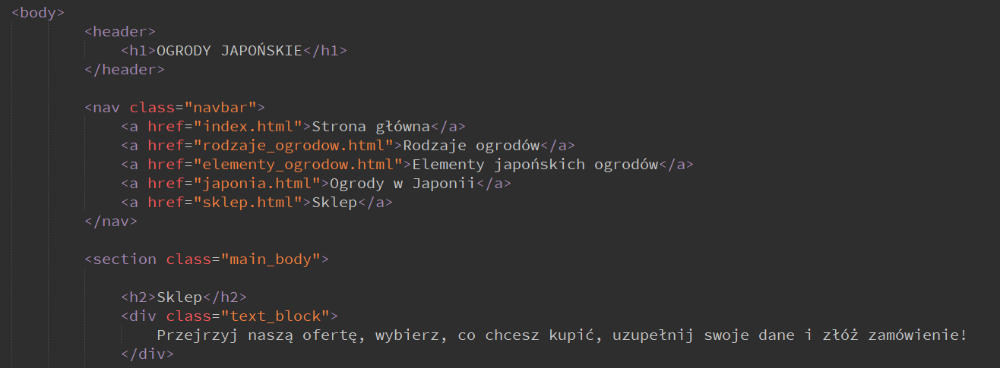 <body>
<header>
<h1>OGRODY JAPOŃSKIE</h1>
</header>
<nav class="navbar">
<a href="index.html">Strona główna</a>
<a href="rodzaje_ogrodow.html">Rodzaje ogrodów</a>
<a href="elementy_ogrodow.html">Elementy japońskich ogrodów</a>
<a href="japonia.html">Ogrody w Japonii</a>
<a href="sklep.html">Sklep</a>
</nav>
<section class="main_body">
<h2>Sklep</h2>
<div class="text_block">
Przejrzyj naszą ofertę, wybierz, co chcesz kupić, uzupełnij swoje dane i złóż zamówienie!
</div>